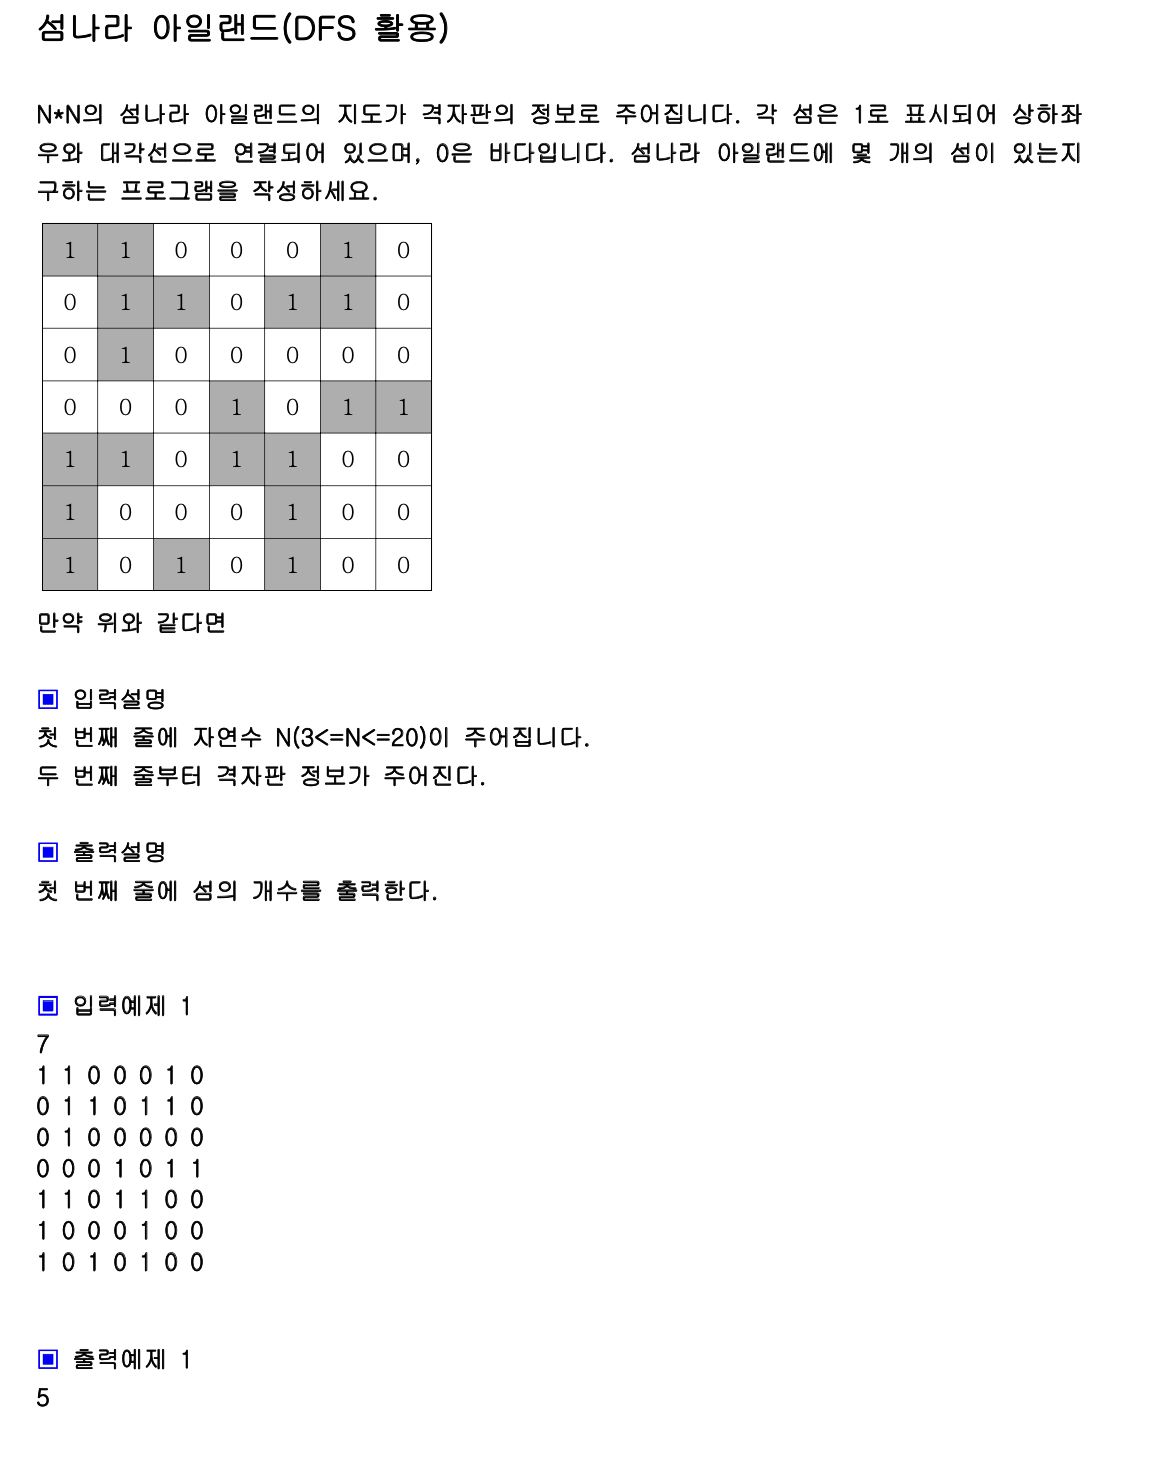 섬나라 아일랜드(DFS 활용)
N*N의 섬나라 아일랜드의 지도가 격자판의 정보로 주어집니다. 각 섬은 1로 표시되어 상하좌
우와 대각선으로 연결되어 있으며, 0은 바다입니다. 섬나라 아일랜드에 몇 개의 섬이 있는지
구하는 프로그램을 작성하세요.
1 1 0 0 0 1 0
0 1 1 0 1 1 0
0 1 0 0 0 0 0
0 0 0 1 0 1 1
1 1 0 1 1 0 0
1 0 0 0 1 0 0
1 0 1 0 1 0 0
만약 위와 같다면
▣ 입력설명
첫 번째 줄에 자연수 N(3<=N<=20)이 주어집니다.
두 번째 줄부터 격자판 정보가 주어진다.
▣ 출력설명
첫 번째 줄에 섬의 개수를 출력한다.
▣ 입력예제 1
7
1 1 0 0 0 1 0
0 1 1 0 1 1 0
0 1 0 0 0 0 0
0 0 0 1 0 1 1
1 1 0 1 1 0 0
1 0 0 0 1 0 0
1 0 1 0 1 0 0
▣ 출력예제 1
5